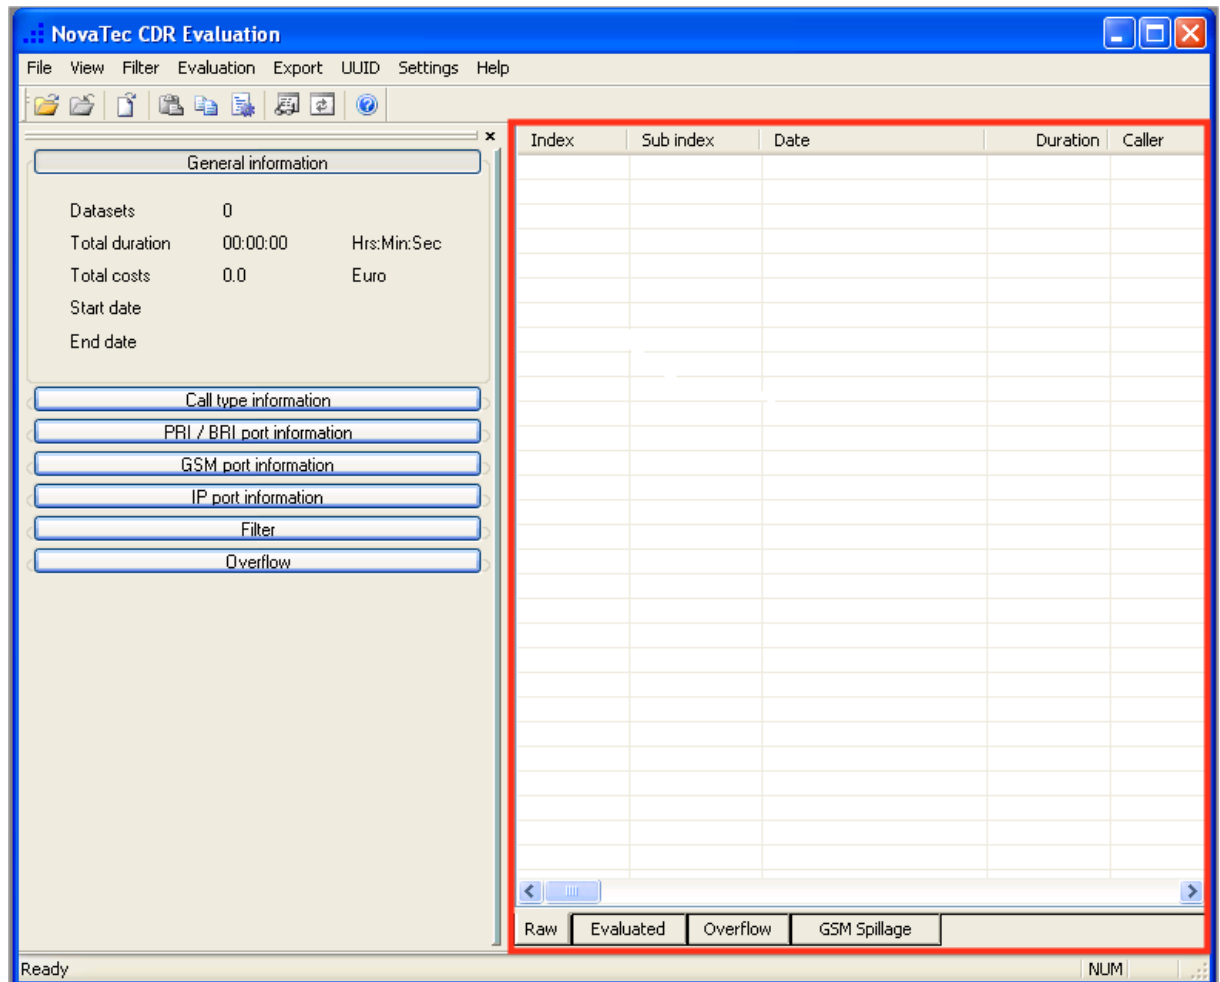 NovaTec CDR Evaluation
File View Filter Evaluation Export UUID Settings Help
General information
Datasets 0
Total duration 00:00:00 Hrs:Min:Sec
Total costs 0.0 Euro
Start date
End date
Call type information
PRI / BRI port information
GSM port information
IP port information
Filter
Overflow
Index Sub index Date Duration Caller
Raw Evaluated Overflow GSM Spillage
Ready NUM